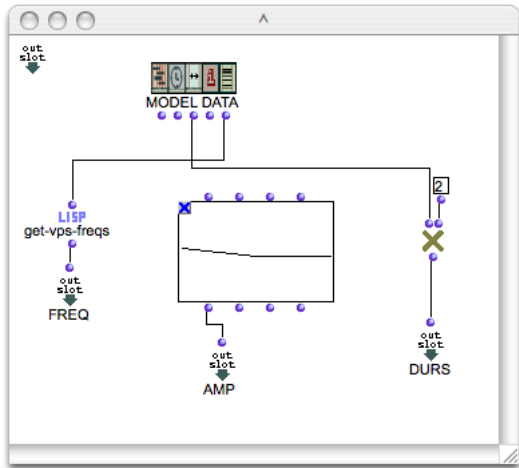 ^
out
slot
MODEL DATA
2
LISP
get-vps-freqs
out
slot
FREQ
out
slot
AMP
out
slot
DURS